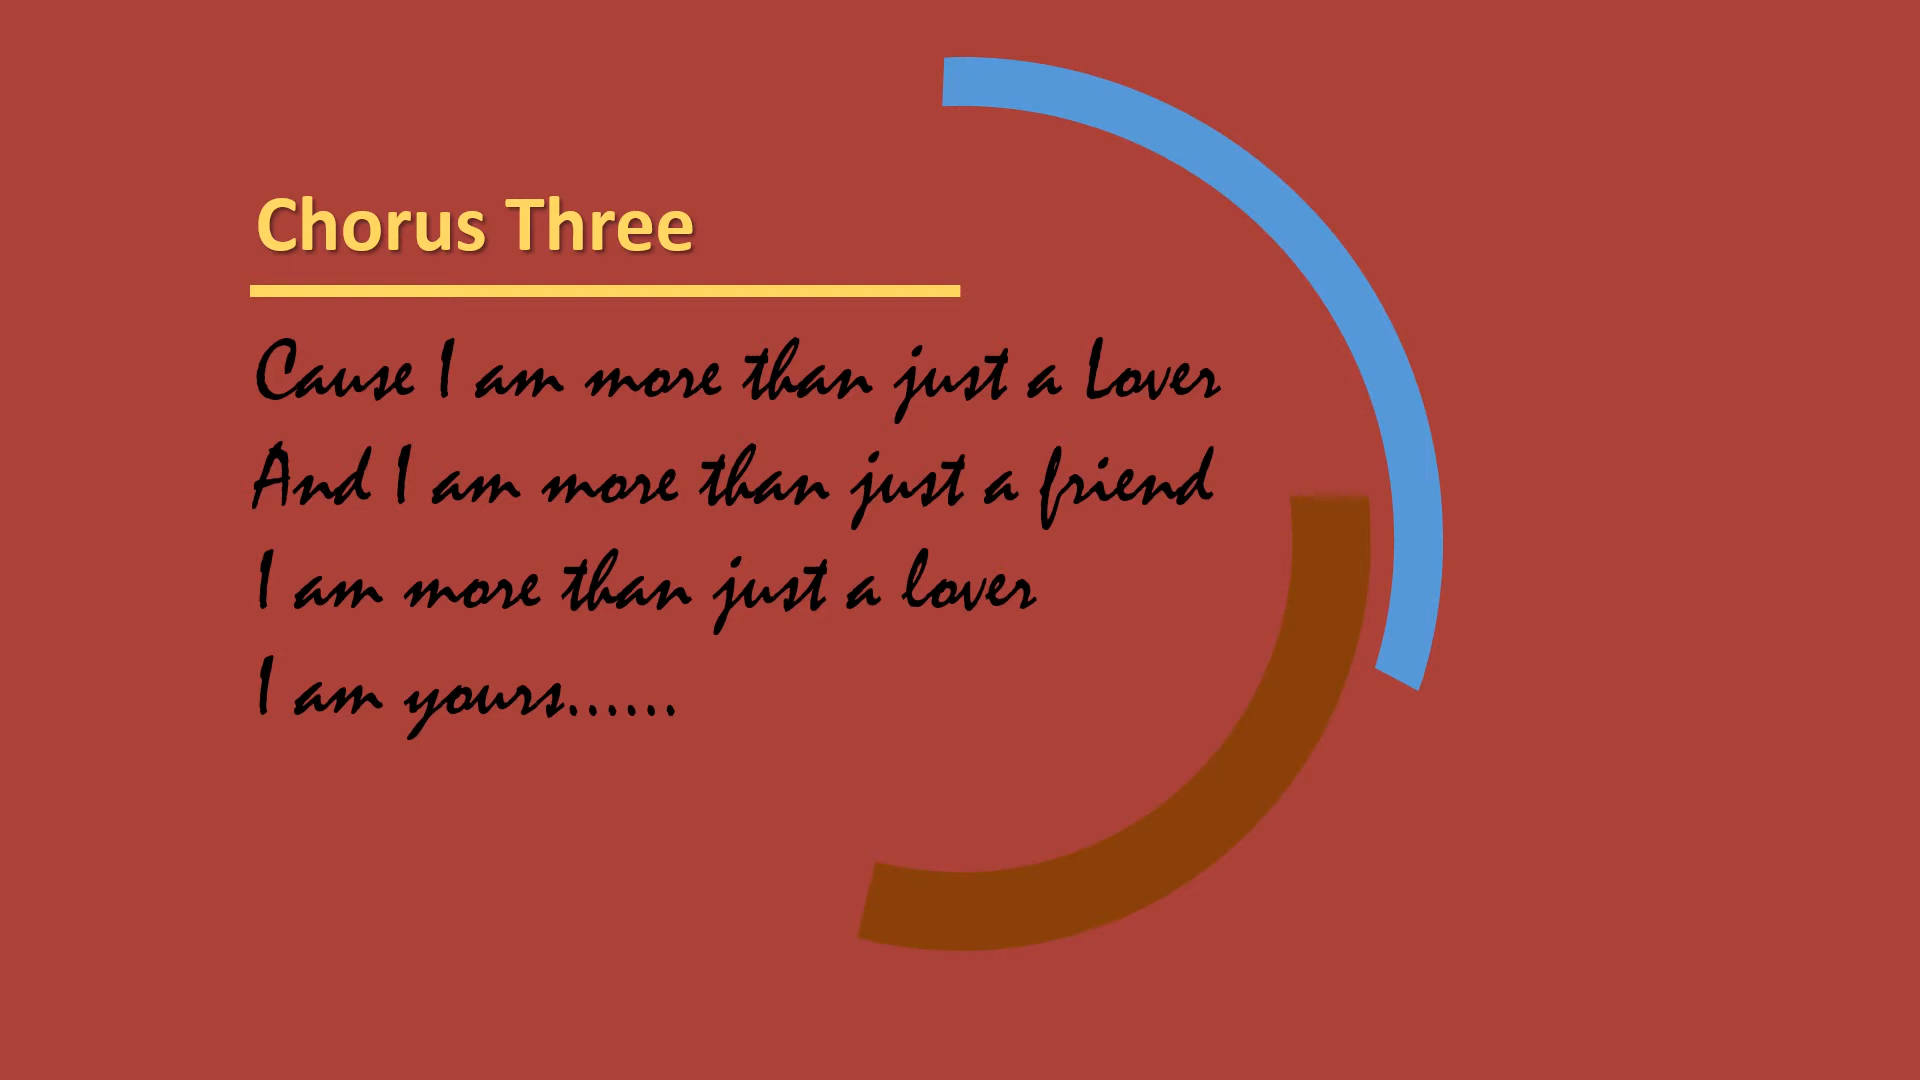 Chorus Three
Cause I am more than just a Lover
And I am more than just a friend
I am more than just a lover
I am yours......